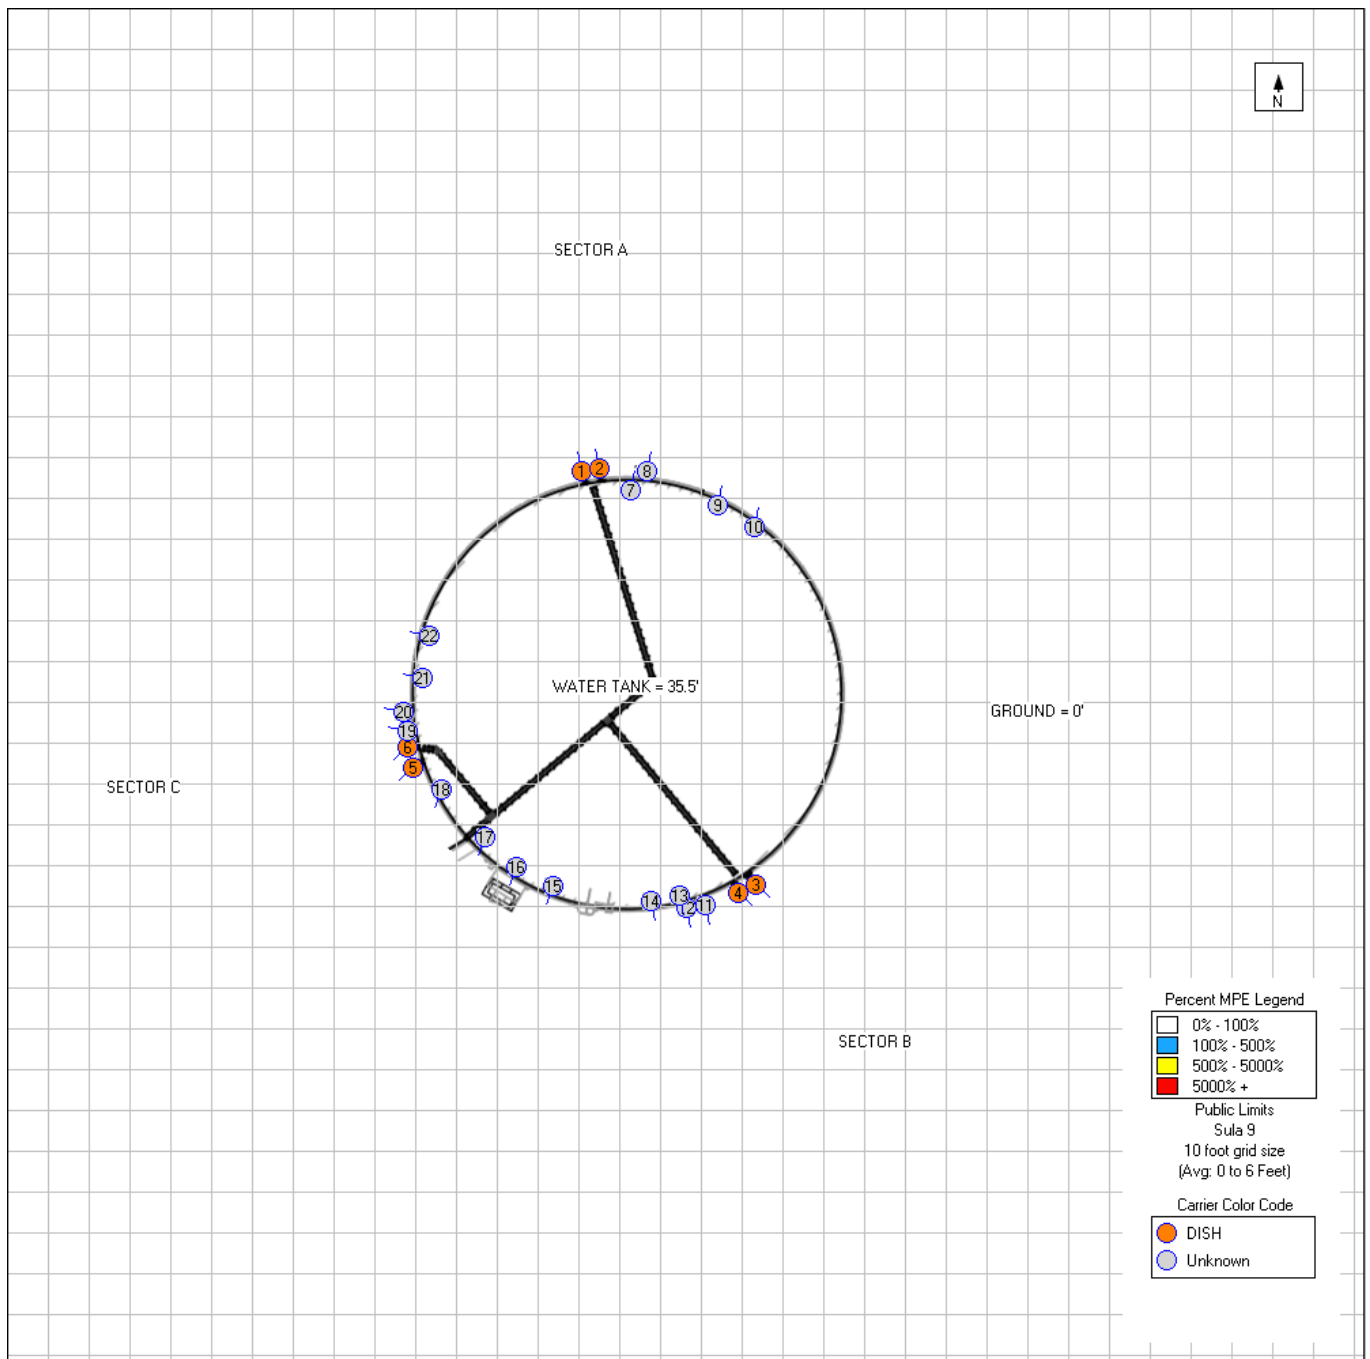 N
SECTOR A
1
2
8
7
9
10
22
21
WATER TANK = 35.5'
20
GROUND = 0'
19
6
5
SECTOR C
18
17
16
15
3
4
13
14
11
12
Percent MPE Legend
0% - 100%
100% - 500%
SECTOR B
500% - 5000%
5000% +
Public Limits
Sula 9
10 foot grid size
(Avg: 0 to 6 Feet)
Carrier Color Code
DISH
Unknown